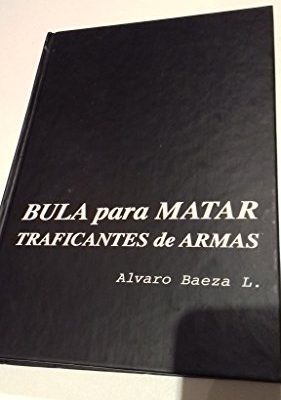 BULA para MATAR
TRAFICANTES de ARMAS
Alvaro Baeza L.